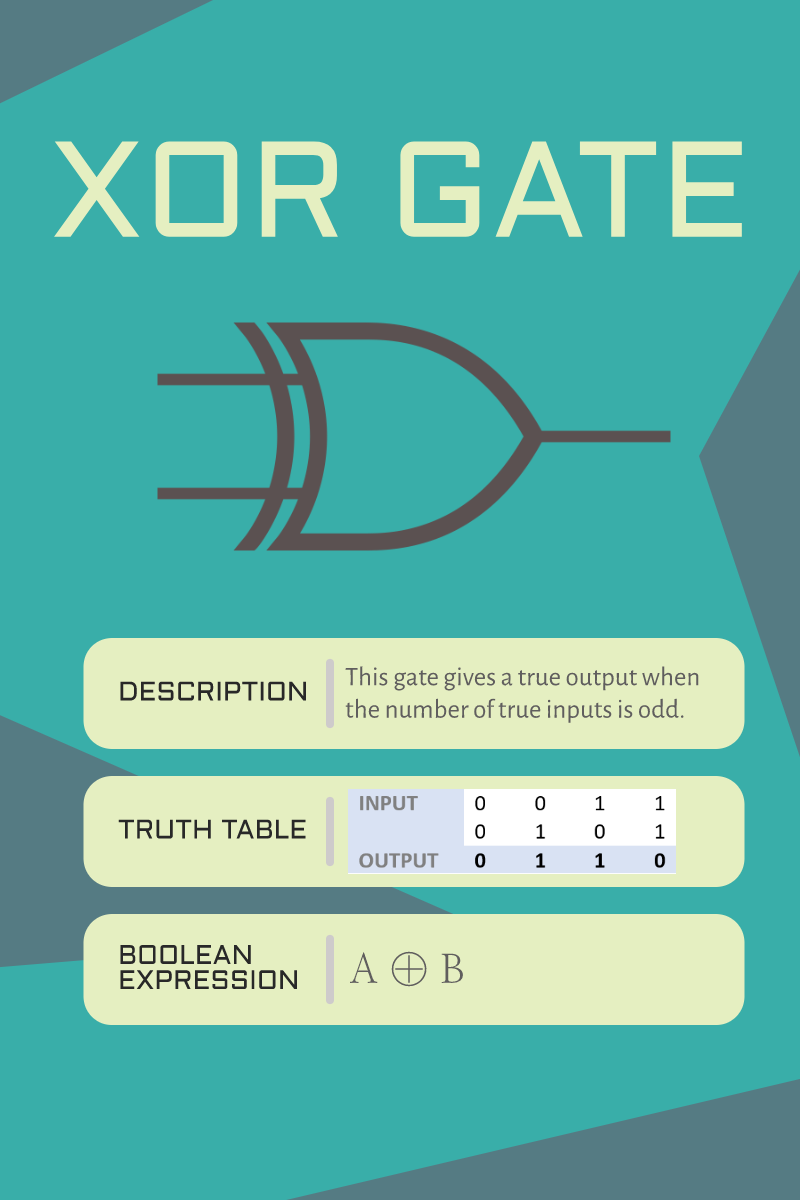 XOR GATE
DESCRIPTION
This gate gives a true output when
the number of true inputs is odd.
TRUTH TABLE
INPUT 0 0 1 1
0 1 0 1
OUTPUT 0 1 1 0
BOOLEAN
EXPRESSION
A ⊕ B